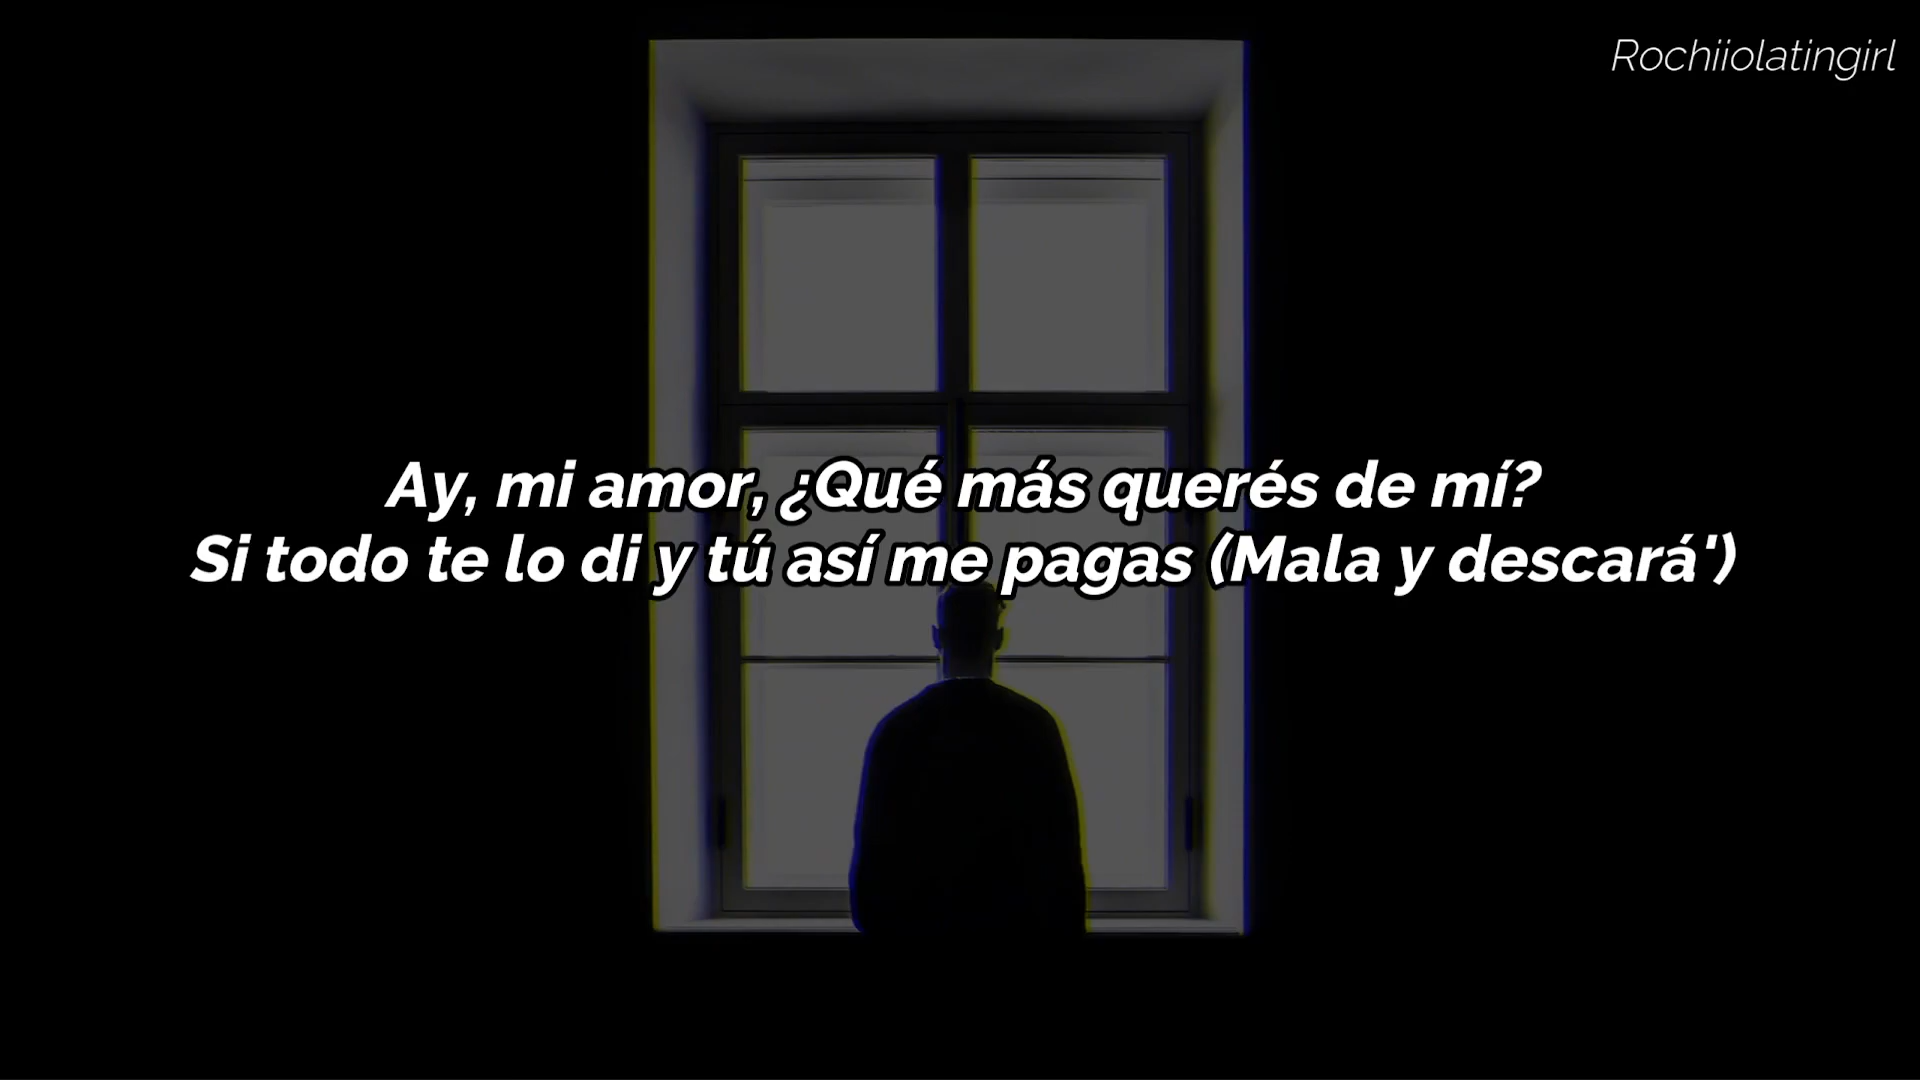 Rochiiolatingirl
Ay, mi amor, ¿Qué más querés de mí?
Si todo te lo di y tú así me pagas (Mala y descará')